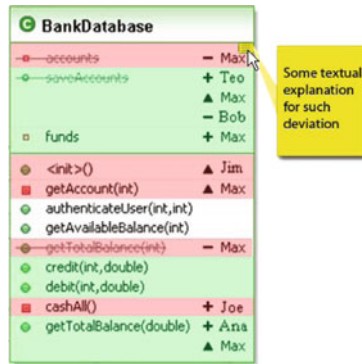 C BankDatabase
accounts – Max
saveAccounts + Teo
▲ Max
– Bob
funds + Max
<init>() ▲ Jim
getAccount(int) ▲ Max
authenticateUser(int,int)
getAvailableBalance(int)
getTotalBalance(int) – Max
credit(int,double)
debit(int,double)
cashAll() + Joe
getTotalBalance(double) + Ana
▲ Max
Some textual
explanation
for such
deviation